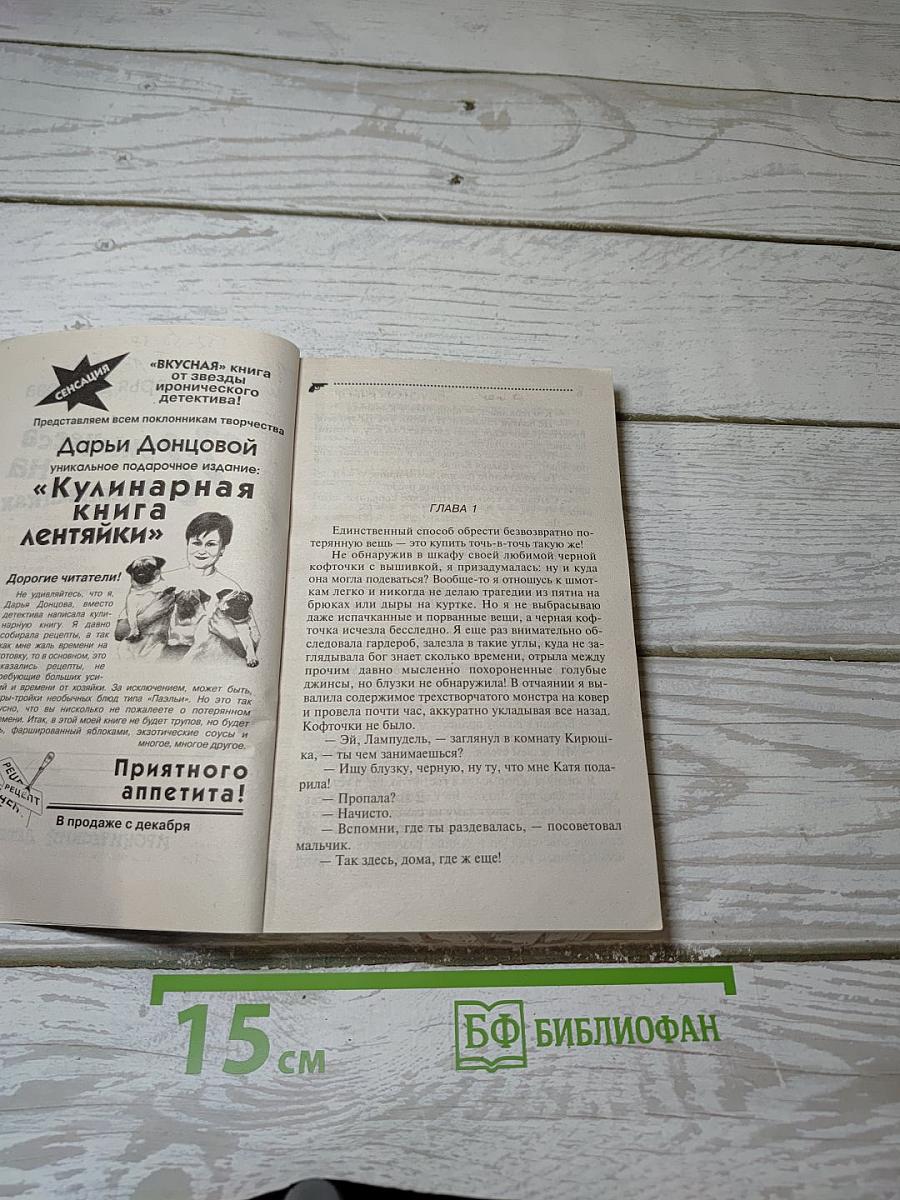 СЕНСАЦИЯ
«ВКУСНАЯ» книга
от звезды
иронического
детектива!
Представляем всем поклонникам творчества
Дарьи Донцовой
уникальное подарочное издание:
«Кулинарная
книга
лентяйки»
Дорогие читатели!
Не удивляйтесь, что я,
Дарья Донцова, вместо
детектива написала кули-
нарную книгу. Я давно
собирала рецепты, а так
как мне жаль времени на
готовку, то в основном, это
оказались рецепты, не
требующие больших уси-
и времени от хозяйки. За исключением, может быть,
ры-тройки необычных блюд типа «Паэльи». Но это так
усно, что вы нисколько не пожалеете о потерянном
емени. Итак, в этой моей книге не будет трупов, но будет
фаршированный яблоками, экзотические соусы и
многое, многое другое.
РЕЦЕПТ
Приятного
аппетита!
В продаже с декабря
ГЛАВА 1
Единственный способ обрести безвозвратно по-
терянную вещь — это купить точь-в-точь такую же!
Не обнаружив в шкафу своей любимой черной
кофточки с вышивкой, я призадумалась: ну и куда
она могла подеваться? Вообще-то я отношусь к шмот-
кам легко и никогда не делаю трагедии из пятна на
брюках или дыры на куртке. Но я не выбрасываю
даже испачканные и порванные вещи, а черная коф-
точка исчезла бесследно. Я еще раз внимательно об-
следовала гардероб, залезла в такие углы, куда не за-
глядывала бог знает сколько времени, отрыла между
прочим давно мысленно похороненные голубые
джинсы, но блузки не обнаружила! В отчаянии я вы-
валила содержимое трехстворчатого монстра на ковер
и провела почти час, аккуратно укладывая все назад.
Кофточки не было.
— Эй, Лампудель, — заглянул в комнату Кирюш-
ка, — ты чем занимаешься?
— Ищу блузку, черную, ну ту, что мне Катя пода-
рила!
— Пропала?
— Начисто.
— Вспомни, где ты раздевалась, — посоветовал
мальчик.
— Так здесь, дома, где ж еще!
15 см
БФ БИБЛИОФАН